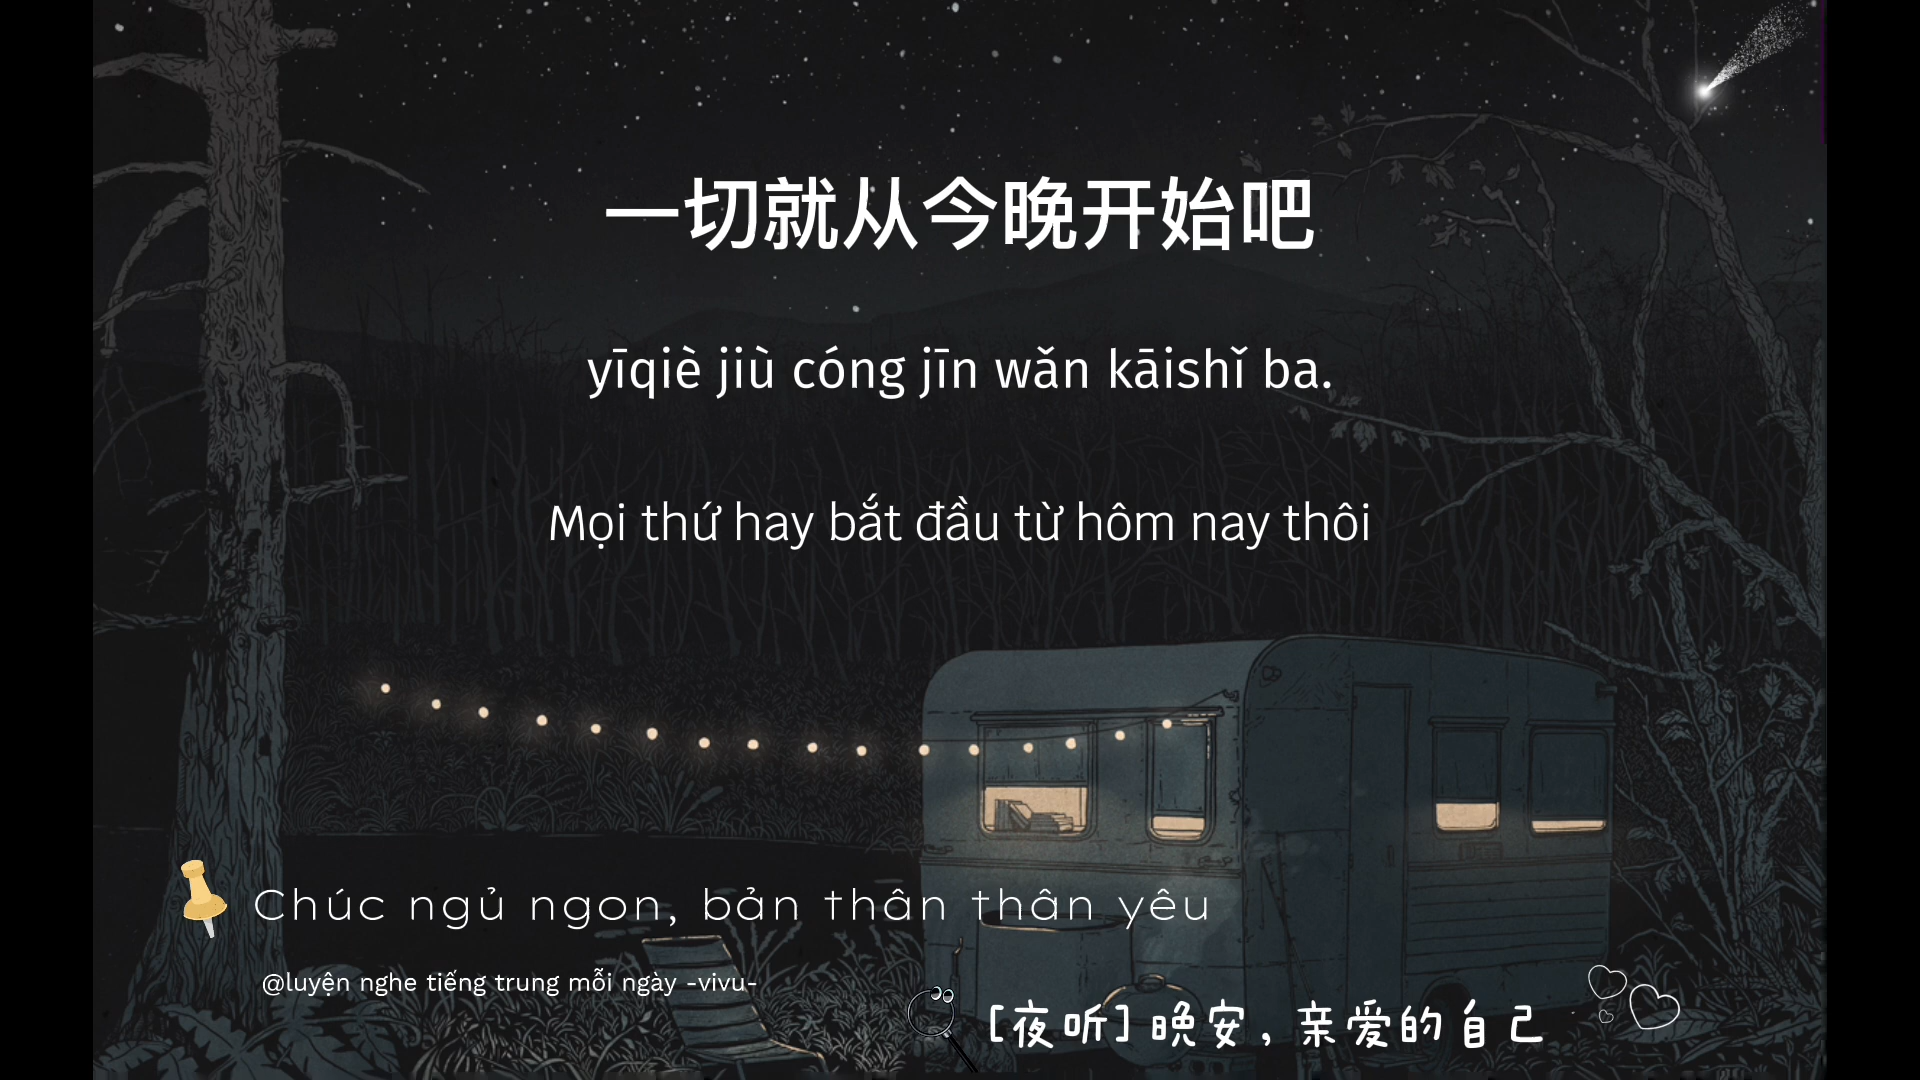 一切就从今晚开始吧
yīqiè jiù cóng jīn wǎn kāishǐ ba.
Mọi thứ hay bắt đầu từ hôm nay thôi
Chúc ngủ ngon, bản thân thân yêu
@luyện nghe tiếng trung mỗi ngày -vivu-
[夜听] 晚安, 亲爱的自己